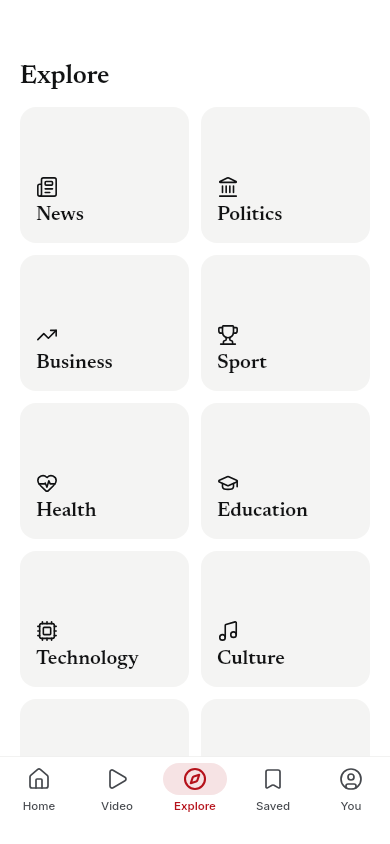 Explore
News
Politics
Business
Sport
Health
Education
Technology
Culture
Home
Video
Explore
Saved
You